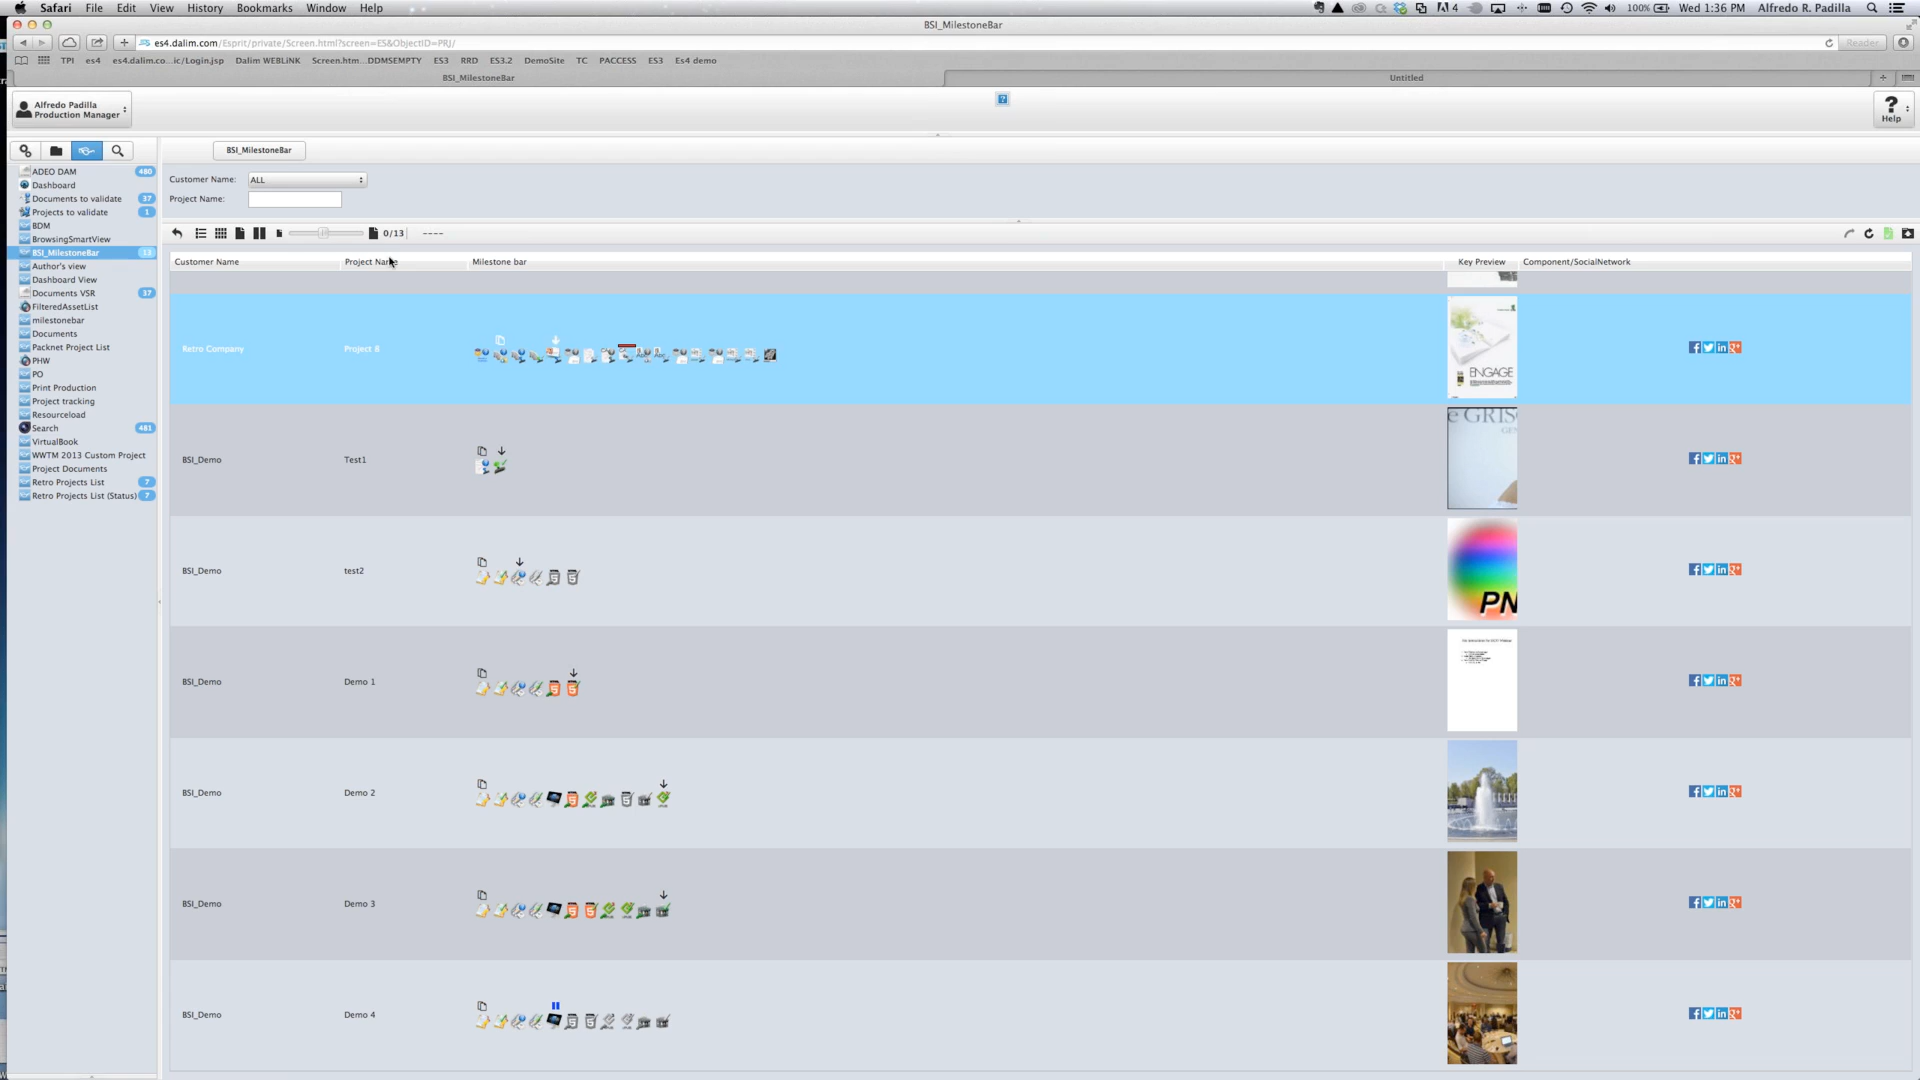 Safari File Edit View History Bookmarks Window Help
4 100% Wed 1:36 PM Alfredo R. Padilla
BSI_MilestoneBar
es4.dalim.com/Esprit/private/Screen.html?screen=ES&ObjectID=PRJ/
Reader
TPI es4 es4.dalim.co...ic/Login.jsp Dalim WEBLiNK Screen.htm...DDMSEMPTY ES3 RRD ES3.2 DemoSite TC PACCESS ES3 Es4 demo
BSI_MilestoneBar Untitled
Alfredo Padilla
Production Manager
?
Help
BSI_MilestoneBar
Customer Name: ALL
Project Name:
0/13 ----
ADEO DAM 480
Dashboard
Documents to validate 37
Projects to validate 1
BDM
BrowsingSmartView
BSI_MilestoneBar 13
Author's view
Dashboard View
Documents VSR 37
FilteredAssetList
milestonebar
Documents
Packnet Project List
PHW
PO
Print Production
Project tracking
Resourceload
Search 481
VirtualBook
WWTM 2013 Custom Project
Project Documents
Retro Projects List 7
Retro Projects List (Status) 7
Customer Name Project Name Milestone bar Key Preview Component/SocialNetwork
Retro Company Project 8
ENGAGE
BSI_Demo Test1
e GRIS
BSI_Demo test2
PN
BSI_Demo Demo 1
BSI_Demo Demo 2
BSI_Demo Demo 3
BSI_Demo Demo 4